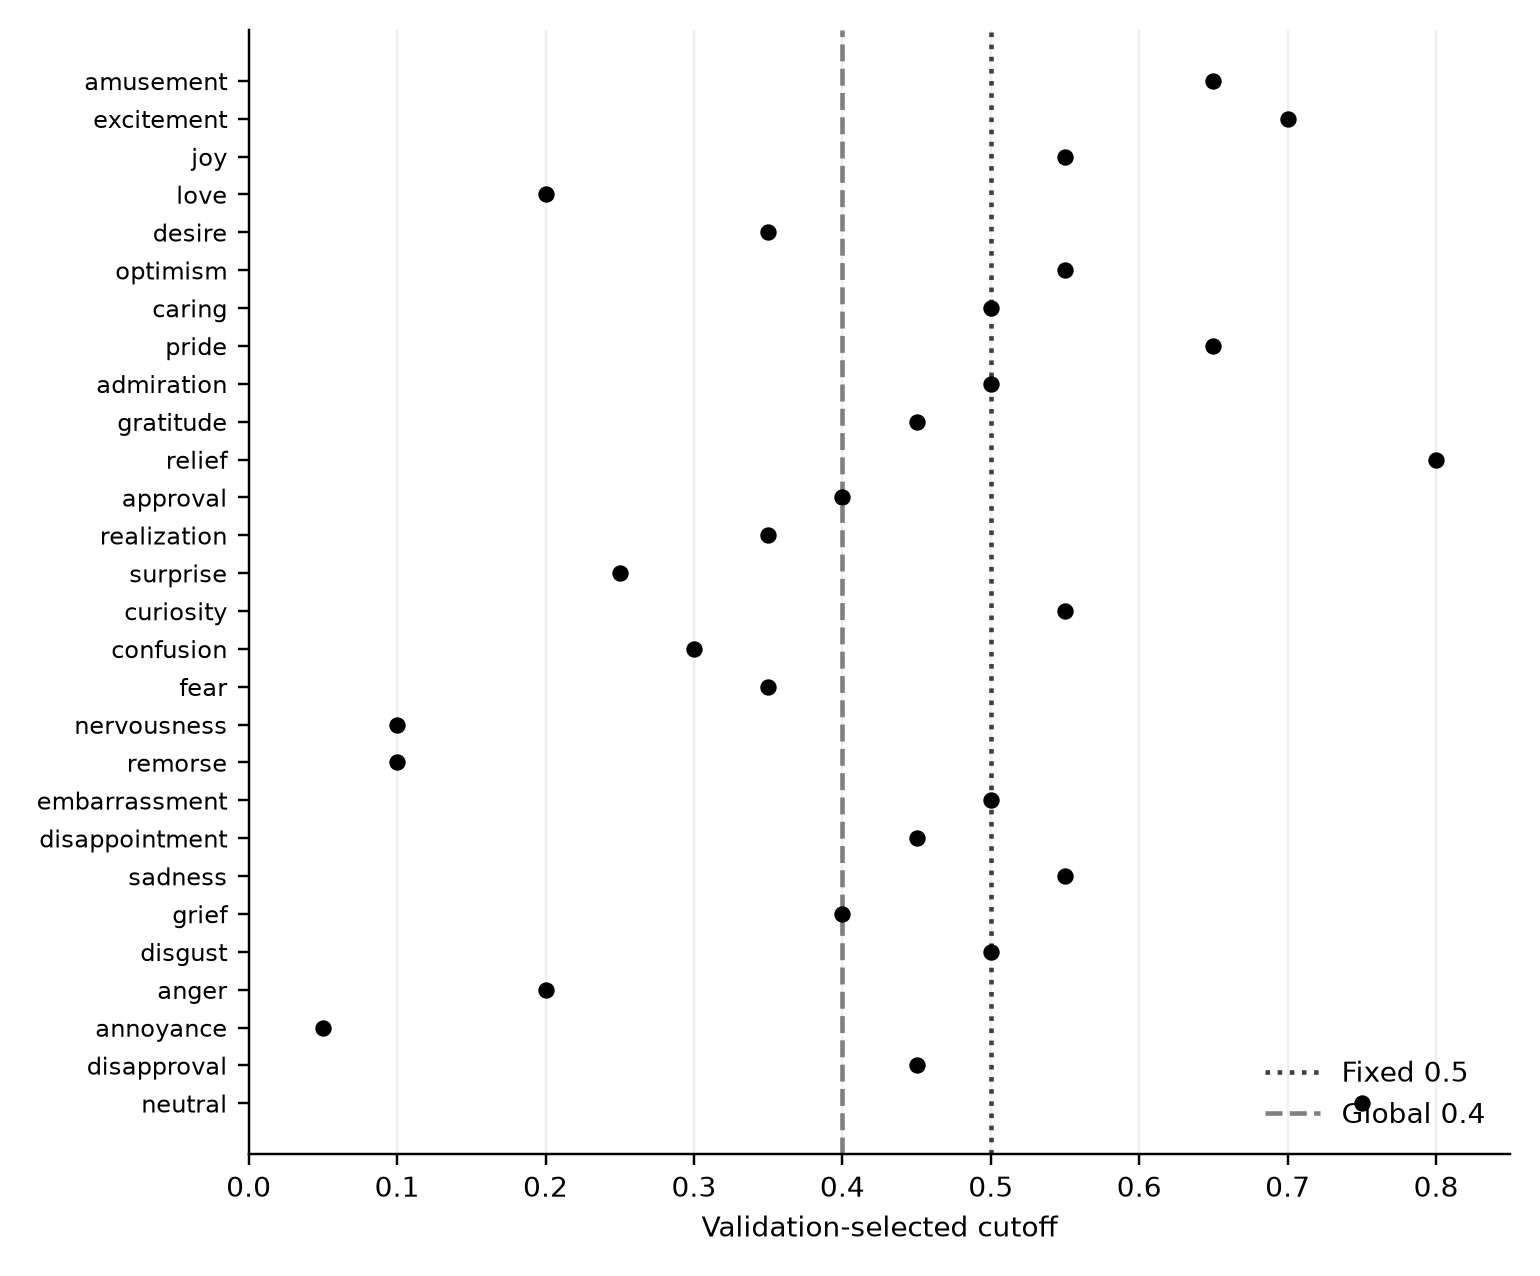 amusement
excitement
joy
love
desire
optimism
caring
pride
admiration
gratitude
relief
approval
realization
surprise
curiosity
confusion
fear
nervousness
remorse
embarrassment
disappointment
sadness
grief
disgust
anger
annoyance
disapproval
neutral
Fixed 0.5
Global 0.4
0.0 0.1 0.2 0.3 0.4 0.5 0.6 0.7 0.8
Validation-selected cutoff